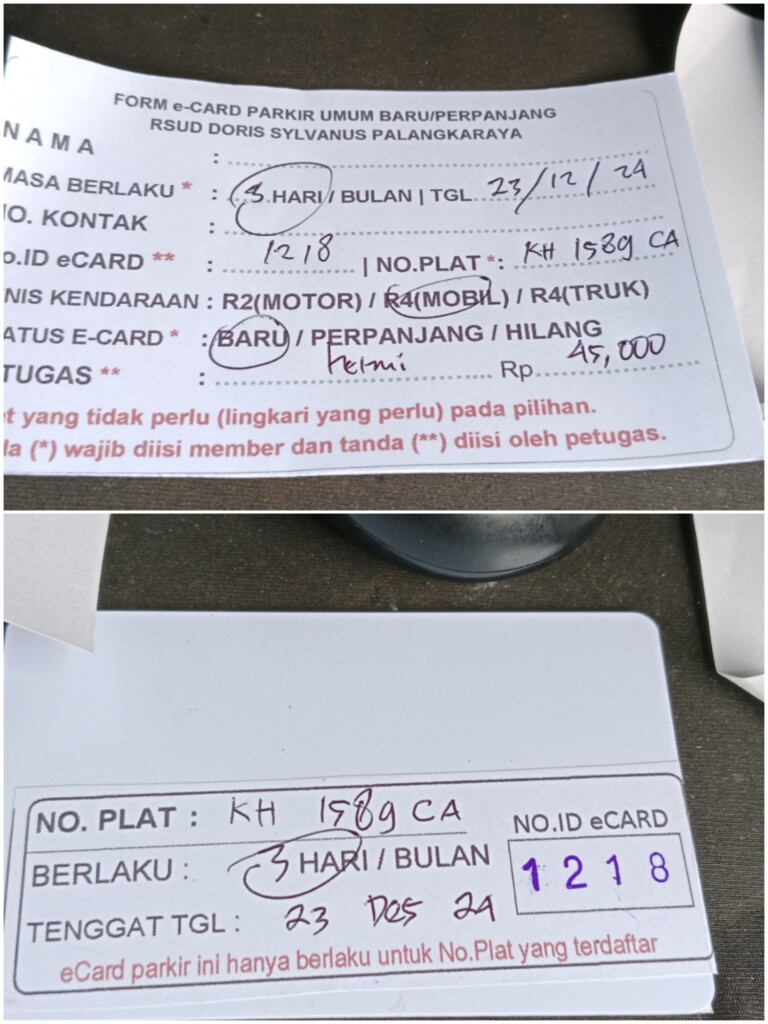 FORM e-CARD PARKIR UMUM BARU/PERPANJANG
RSUD DORIS SYLVANUS PALANGKARAYA
NAMA :
MASA BERLAKU * : 3 HARI / BULAN | TGL 23/12/24
NO. KONTAK :
o.ID eCARD ** : 1218 | NO.PLAT *: KH 1589 CA
NIS KENDARAAN : R2(MOTOR) / R4(MOBIL) / R4(TRUK)
ATUS E-CARD * : BARU / PERPANJANG / HILANG
TUGAS ** : Helmi Rp 45,000
t yang tidak perlu (lingkari yang perlu) pada pilihan.
la (*) wajib diisi member dan tanda (**) diisi oleh petugas.
NO. PLAT : KH 1589 CA
BERLAKU : 3 HARI / BULAN
TENGGAT TGL : 23 Des 24
NO.ID eCARD
1218
eCard parkir ini hanya berlaku untuk No.Plat yang terdaftar